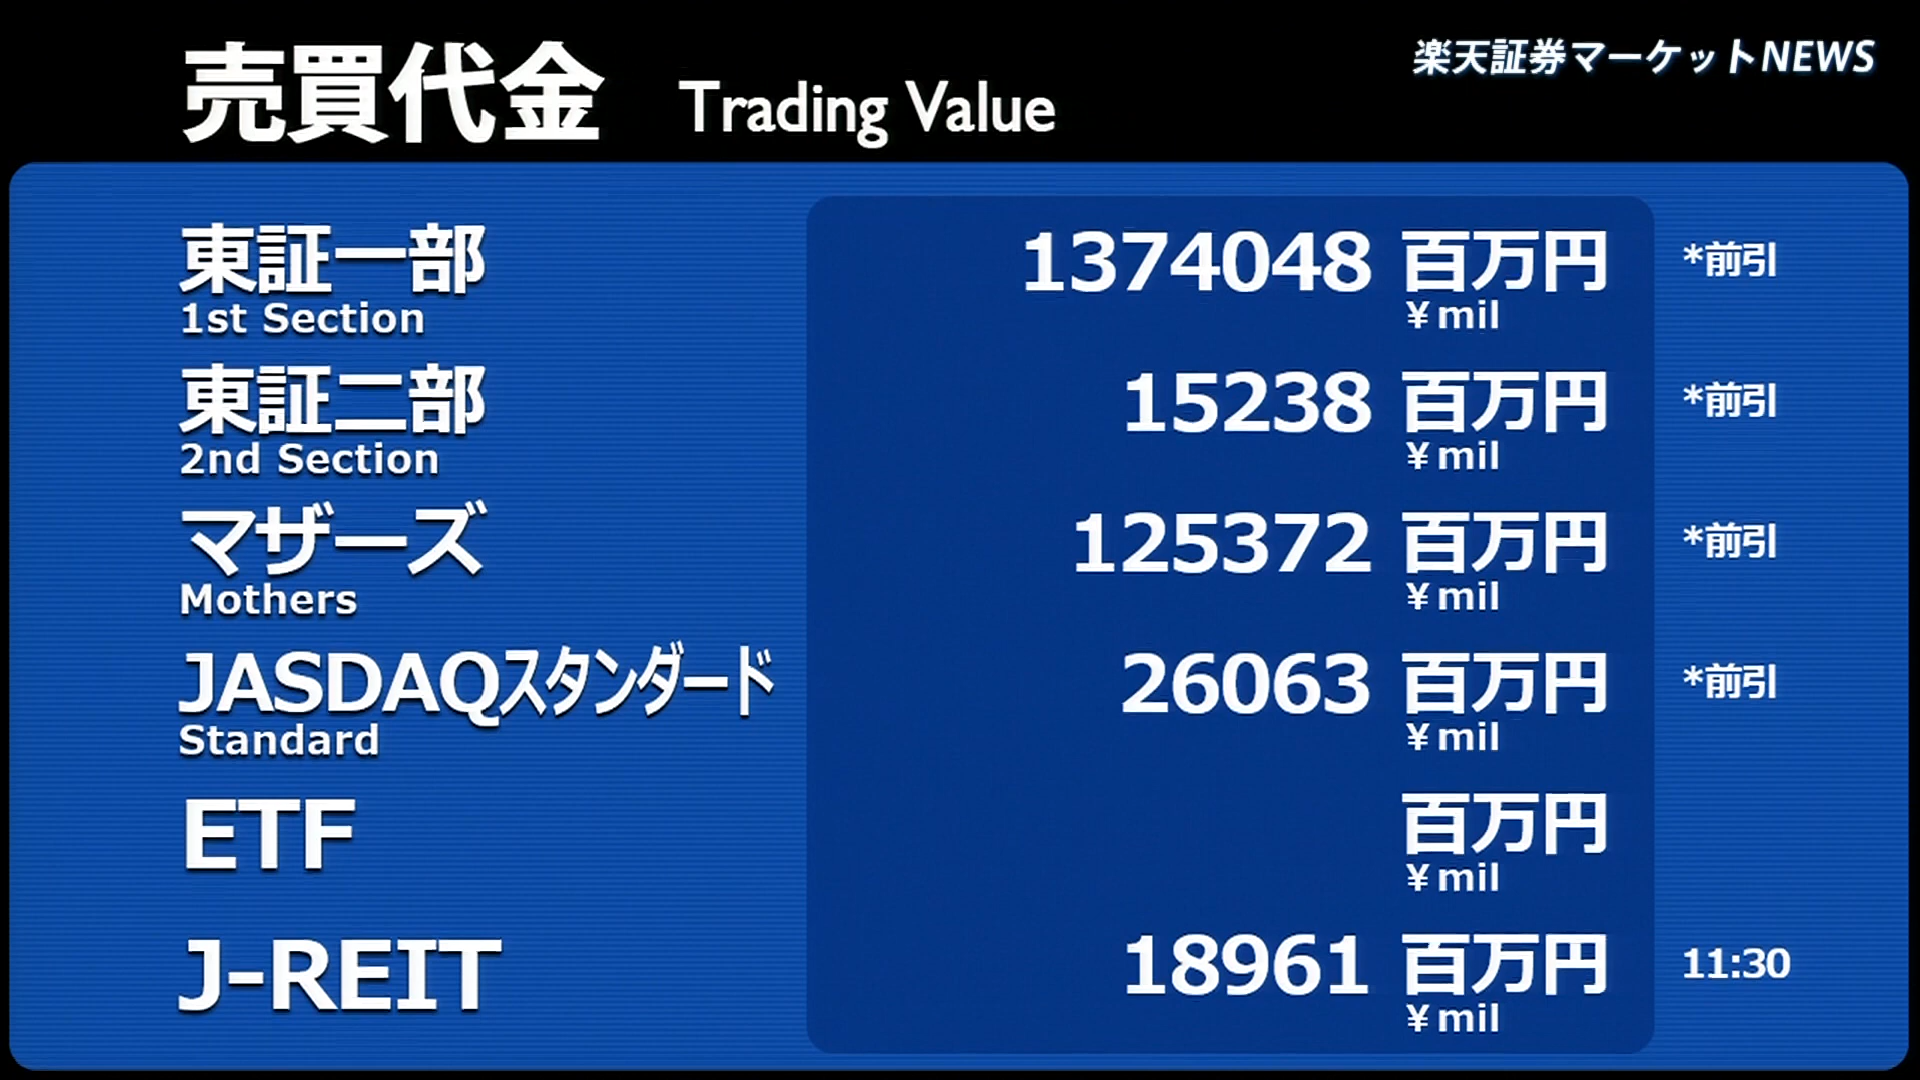 売買代金 Trading Value
楽天証券マーケットNEWS
東証一部 1374048 百万円 *前引
1st Section ¥mil
東証二部 15238 百万円 *前引
2nd Section ¥mil
マザーズ 125372 百万円 *前引
Mothers ¥mil
JASDAQスタンダード 26063 百万円 *前引
Standard ¥mil
ETF 百万円
¥mil
J-REIT 18961 百万円 11:30
¥mil